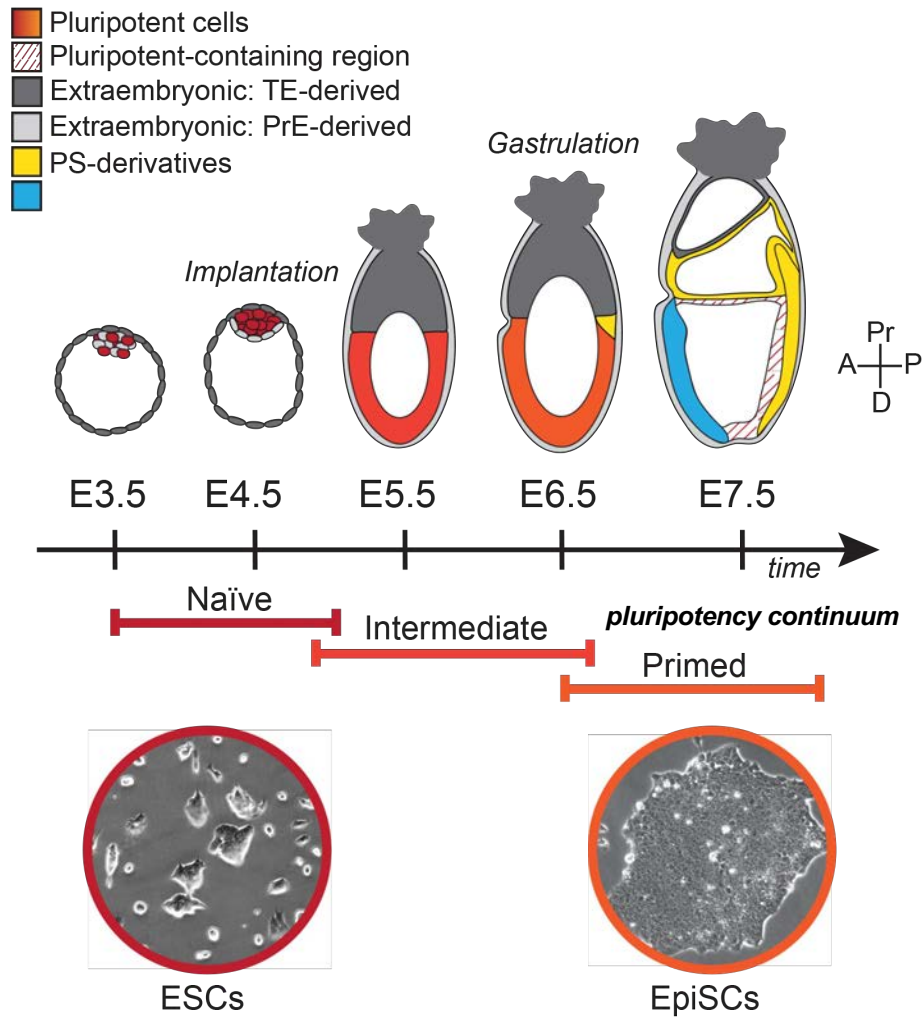 Pluripotent cells
Pluripotent-containing region
Extraembryonic: TE-derived
Extraembryonic: PrE-derived
PS-derivatives
Gastrulation
Implantation
Pr
A P
D
E3.5 E4.5 E5.5 E6.5 E7.5
time
Naïve
pluripotency continuum
Intermediate
Primed
ESCs EpiSCs